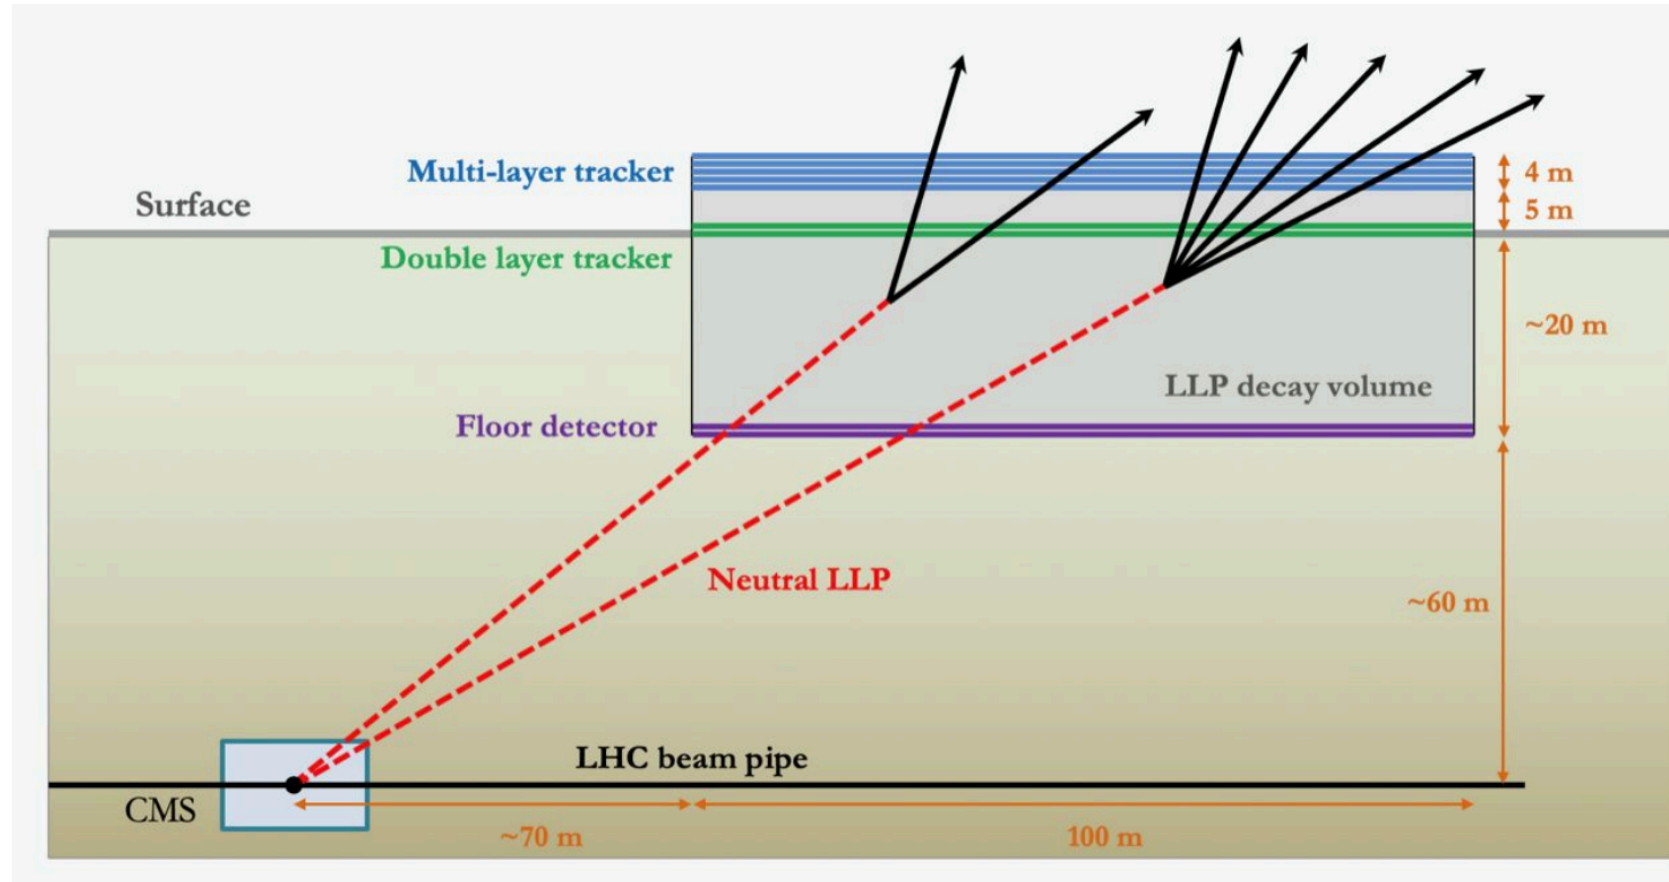 Multi-layer tracker
4 m
Surface
5 m
Double layer tracker
~20 m
LLP decay volume
Floor detector
Neutral LLP
~60 m
LHC beam pipe
CMS
~70 m
100 m